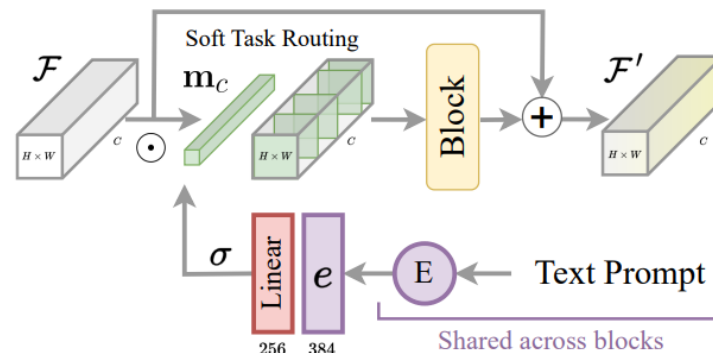 Soft Task Routing
𝓕
m_C
𝓕′
H × W
C
⊙
C
Block
+
H × W
C
σ
Linear
e
E
Text Prompt
256
384
Shared across blocks